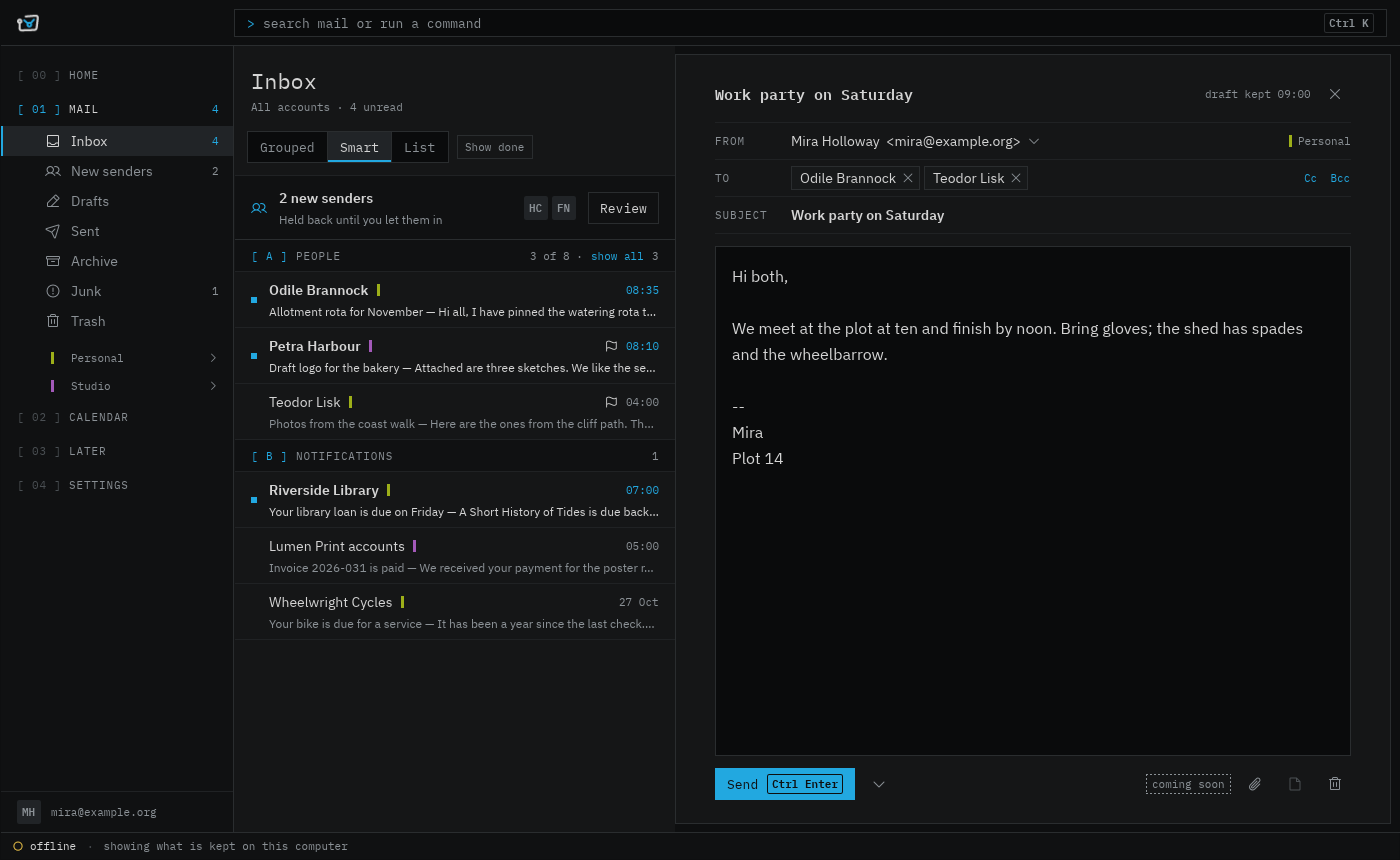 > search mail or run a command
Ctrl K
[ 00 ] HOME
[ 01 ] MAIL 4
Inbox 4
New senders 2
Drafts
Sent
Archive
Junk 1
Trash
Personal
Studio
[ 02 ] CALENDAR
[ 03 ] LATER
[ 04 ] SETTINGS
MH mira@example.org
Inbox
All accounts · 4 unread
Grouped Smart List Show done
2 new senders
Held back until you let them in
HC FN Review
[ A ] PEOPLE 3 of 8 · show all 3
Odile Brannock 08:35
Allotment rota for November — Hi all, I have pinned the watering rota t…
Petra Harbour 08:10
Draft logo for the bakery — Attached are three sketches. We like the se…
Teodor Lisk 04:00
Photos from the coast walk — Here are the ones from the cliff path. Th…
[ B ] NOTIFICATIONS 1
Riverside Library 07:00
Your library loan is due on Friday — A Short History of Tides is due back…
Lumen Print accounts 05:00
Invoice 2026-031 is paid — We received your payment for the poster r…
Wheelwright Cycles 27 Oct
Your bike is due for a service — It has been a year since the last check.…
Work party on Saturday draft kept 09:00
FROM Mira Holloway <mira@example.org> Personal
TO Odile Brannock Teodor Lisk Cc Bcc
SUBJECT Work party on Saturday
Hi both,
We meet at the plot at ten and finish by noon. Bring gloves; the shed has spades
and the wheelbarrow.
--
Mira
Plot 14
Send Ctrl Enter coming soon
offline · showing what is kept on this computer